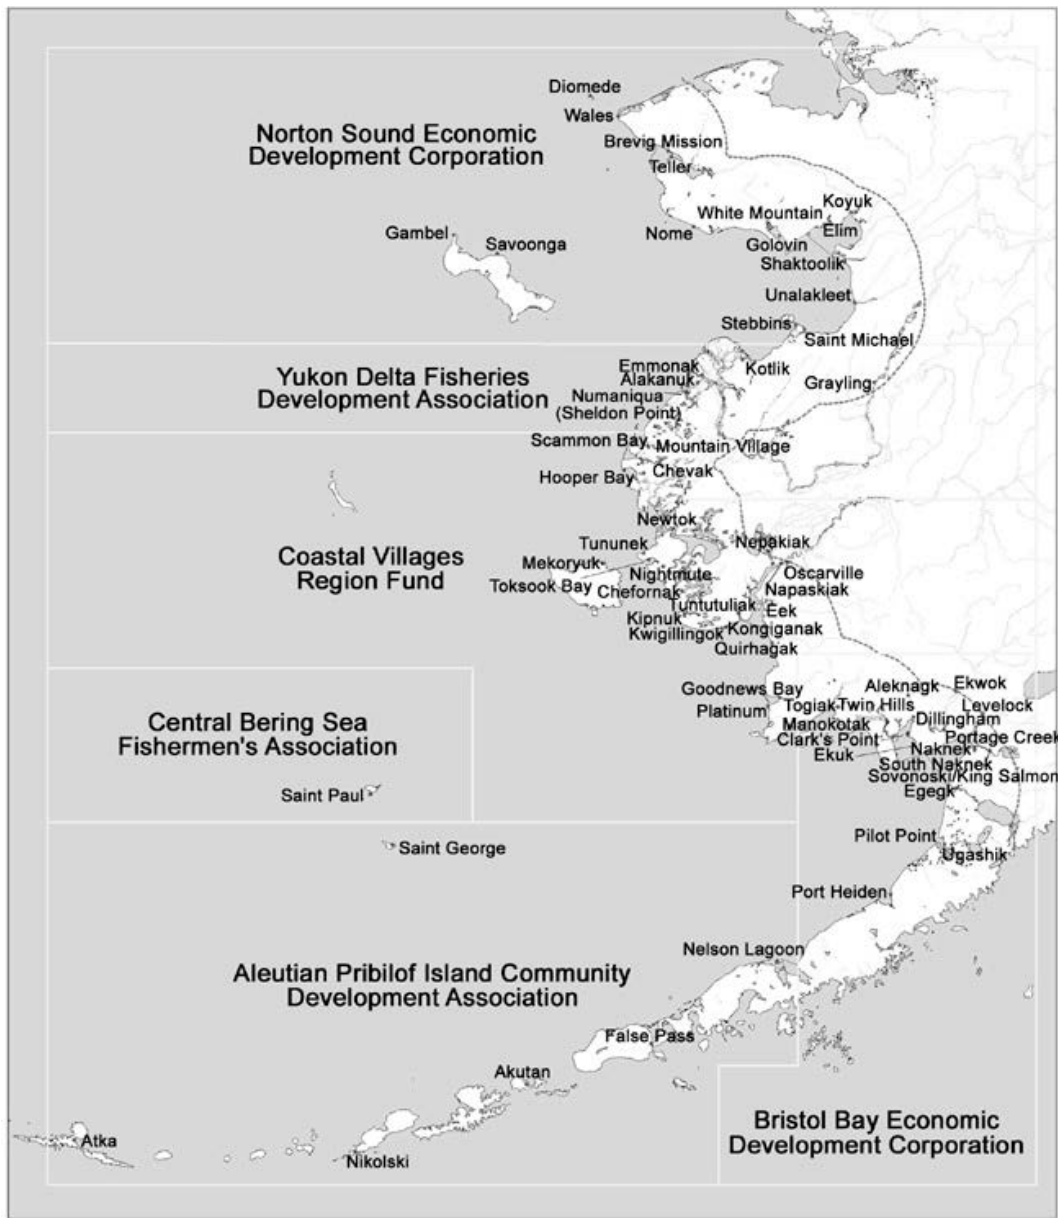 Diomede
Wales
Norton Sound Economic
Development Corporation
Brevig Mission
Teller
Koyuk
White Mountain
Elim
Nome
Golovin
Gambel
Savoonga
Shaktoolik
Unalakleet
Stebbins
Saint Michael
Yukon Delta Fisheries
Development Association
Emmonak
Kotlik
Alakanuk
Grayling
Numaniqua
(Sheldon Point)
Scammon Bay
Mountain Village
Chevak
Hooper Bay
Newtok
Coastal Villages
Region Fund
Tununek
Nepakiak
Mekoryuk
Nightmute
Oscarville
Toksook Bay
Chefornak
Napaskiak
Tuntutuliak
Eek
Kipnuk
Kongiganak
Kwigillingok
Quirhagak
Goodnews Bay
Aleknagk
Ekwok
Platinum
Togiak
Twin Hills
Levelock
Central Bering Sea
Fishermen's Association
Manokotak
Dillingham
Clark's Point
Portage Creek
Ekuk
Naknek
South Naknek
Sovonoski/King Salmon
Egegk
Saint Paul
Pilot Point
Saint George
Ugashik
Port Heiden
Nelson Lagoon
Aleutian Pribilof Island Community
Development Association
False Pass
Akutan
Bristol Bay Economic
Development Corporation
Atka
Nikolski